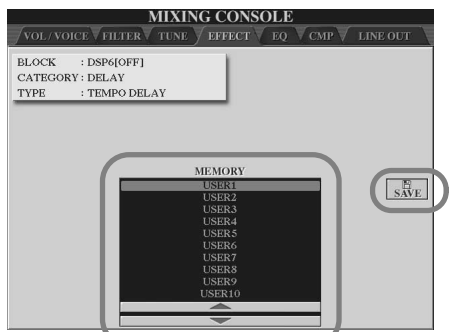 MIXING CONSOLE
VOL/VOICE FILTER TUNE EFFECT EQ CMP LINE OUT
BLOCK : DSP6[OFF]
CATEGORY : DELAY
TYPE : TEMPO DELAY
MEMORY
USER1
USER2
USER3
USER4
USER5
USER6
USER7
USER8
USER9
USER10
SAVE